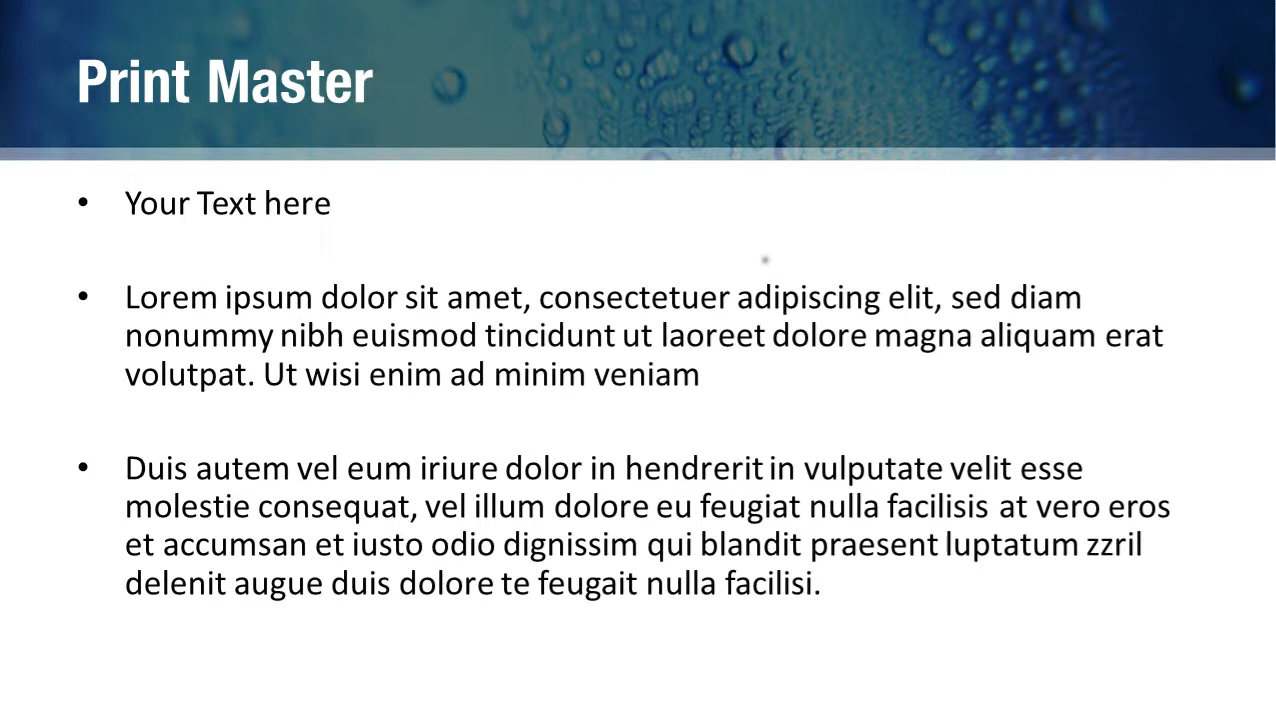 Print Master
• Your Text here
• Lorem ipsum dolor sit amet, consectetuer adipiscing elit, sed diam
nonummy nibh euismod tincidunt ut laoreet dolore magna aliquam erat
volutpat. Ut wisi enim ad minim veniam
• Duis autem vel eum iriure dolor in hendrerit in vulputate velit esse
molestie consequat, vel illum dolore eu feugiat nulla facilisis at vero eros
et accumsan et iusto odio dignissim qui blandit praesent luptatum zzril
delenit augue duis dolore te feugait nulla facilisi.